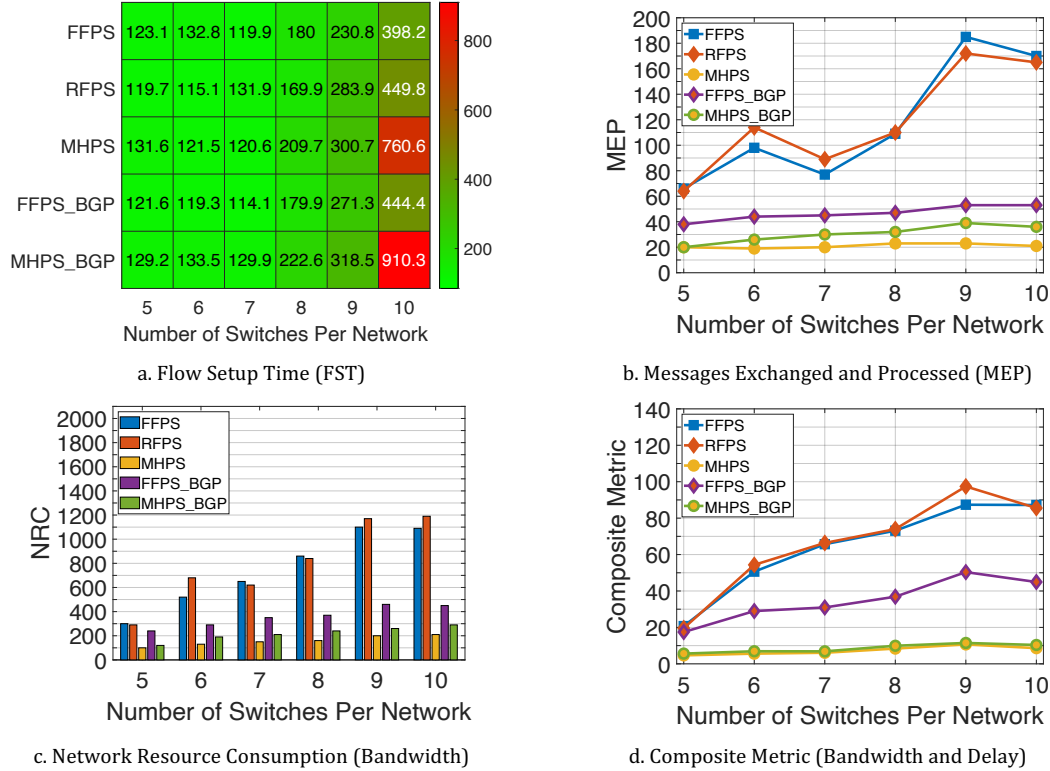 FFPS 123.1 132.8 119.9 180 230.8 398.2
RFPS 119.7 115.1 131.9 169.9 283.9 449.8
MHPS 131.6 121.5 120.6 209.7 300.7 760.6
FFPS_BGP 121.6 119.3 114.1 179.9 271.3 444.4
MHPS_BGP 129.2 133.5 129.9 222.6 318.5 910.3
5 6 7 8 9 10
Number of Switches Per Network
800
600
400
200
a. Flow Setup Time (FST)
200
180
160
140
120
100
80
60
40
20
0
MEP
FFPS
RFPS
MHPS
FFPS_BGP
MHPS_BGP
5 6 7 8 9 10
Number of Switches Per Network
b. Messages Exchanged and Processed (MEP)
2000
1800
1600
1400
1200
1000
800
600
400
200
0
NRC
FFPS
RFPS
MHPS
FFPS_BGP
MHPS_BGP
5 6 7 8 9 10
Number of Switches Per Network
c. Network Resource Consumption (Bandwidth)
140
120
100
80
60
40
20
0
Composite Metric
FFPS
RFPS
MHPS
FFPS_BGP
MHPS_BGP
5 6 7 8 9 10
Number of Switches Per Network
d. Composite Metric (Bandwidth and Delay)